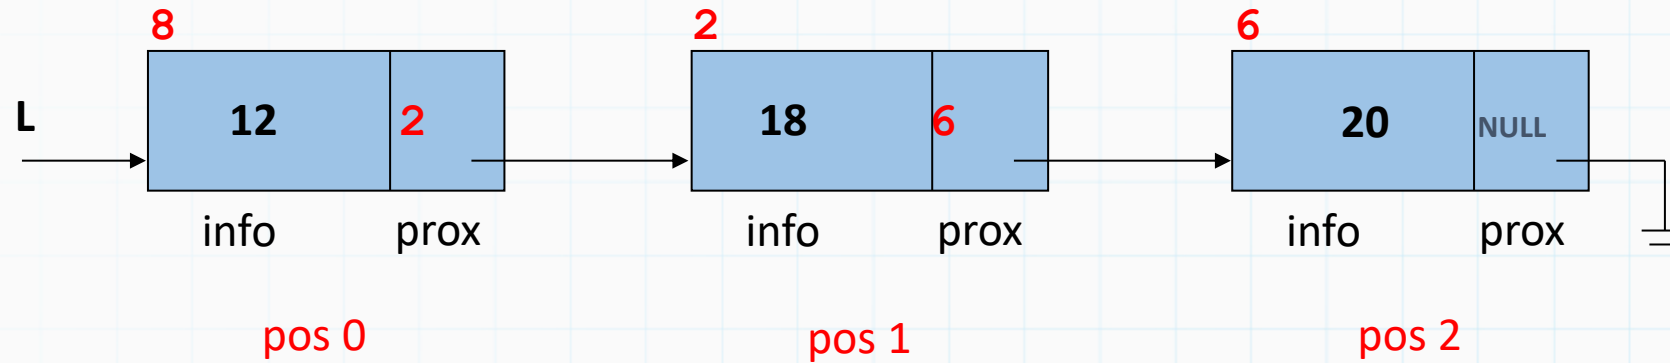 8 2 6
L 12 2 18 6 20 NULL
info prox info prox info prox
pos 0 pos 1 pos 2